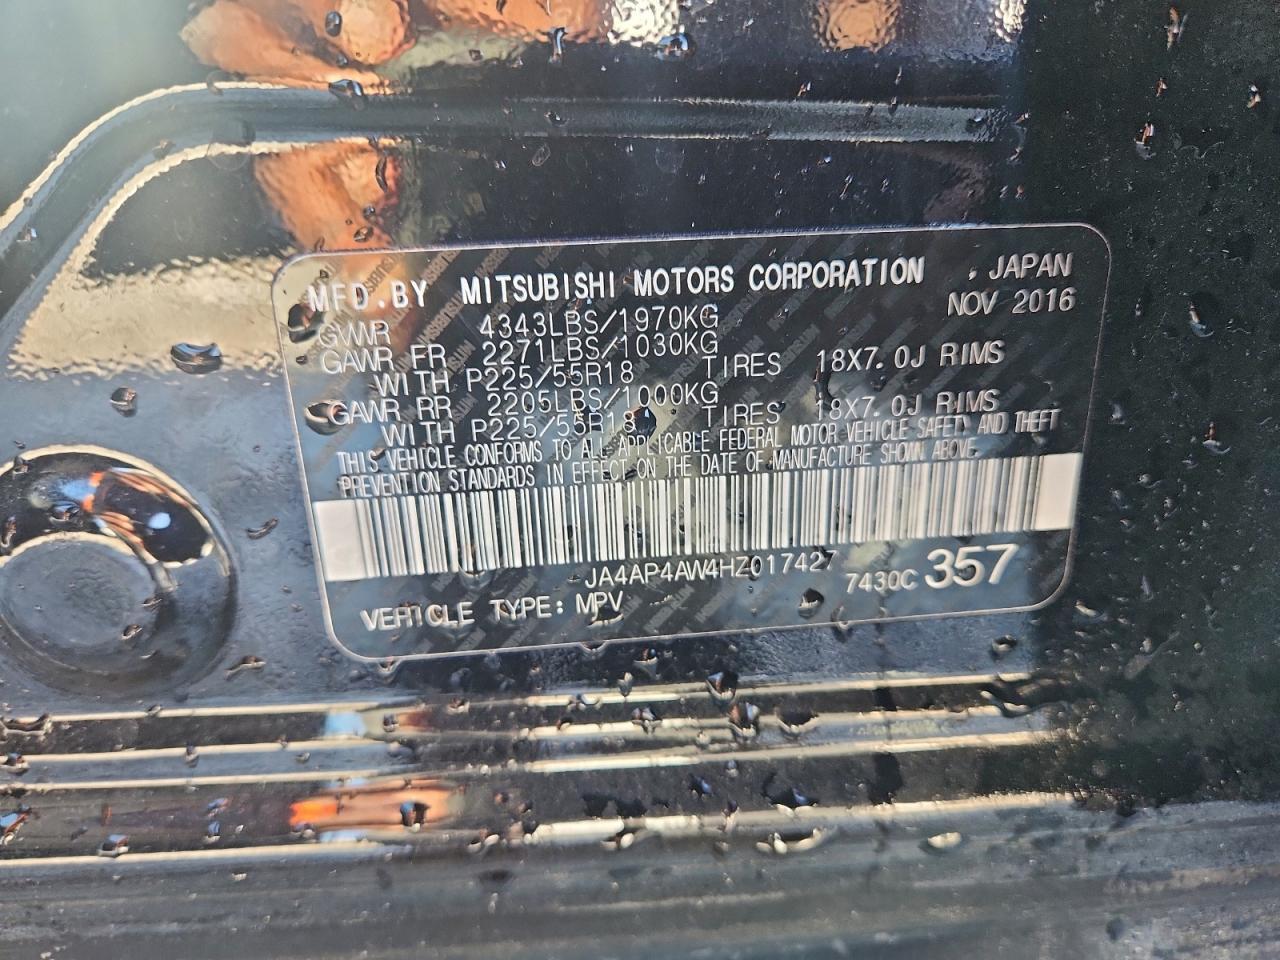 MFD. BY MITSUBISHI MOTORS CORPORATION , JAPAN
NOV 2016
GVWR 4343LBS/1970KG
GAWR FR 2271LBS/1030KG
WITH P225/55R18 TIRES 18X7.0J RIMS
GAWR RR 2205LBS/1000KG
WITH P225/55R18 TIRES 18X7.0J RIMS
THIS VEHICLE CONFORMS TO ALL APPLICABLE FEDERAL MOTOR VEHICLE SAFETY AND THEFT
PREVENTION STANDARDS IN EFFECT ON THE DATE OF MANUFACTURE SHOWN ABOVE.
JA4AP4AW4HZ017427
VEHICLE TYPE: MPV 7430C 357